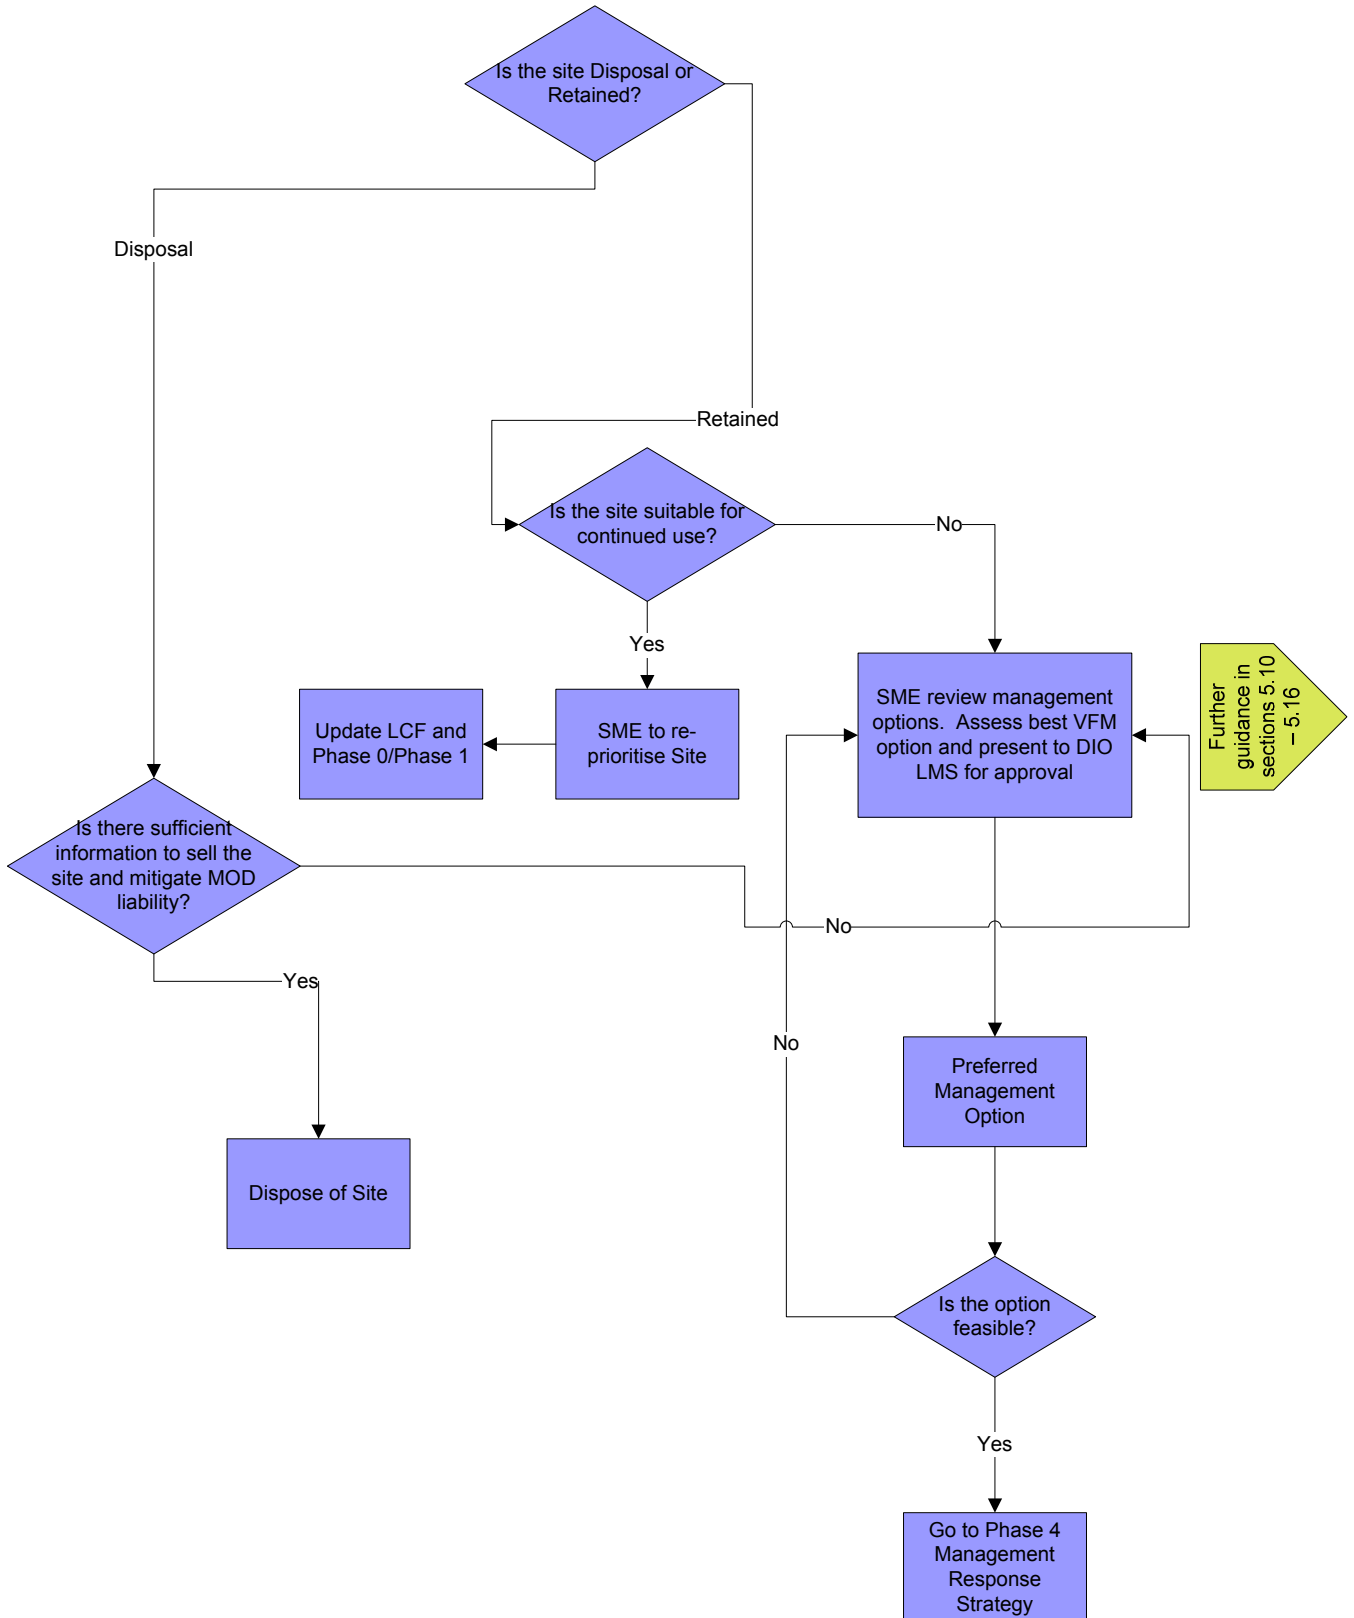 Is the site Disposal or
Retained?
Disposal
Retained
Is the site suitable for
continued use?
No
Yes
Update LCF and
Phase 0/Phase 1
SME to re-
prioritise Site
SME review management
options.  Assess best VFM
option and present to DIO
LMS for approval
Further
guidance in
sections 5.10
– 5.16
Is there sufficient
information to sell the
site and mitigate MOD
liability?
No
Yes
Dispose of Site
No
Preferred
Management
Option
Is the option
feasible?
Yes
Go to Phase 4
Management
Response
Strategy